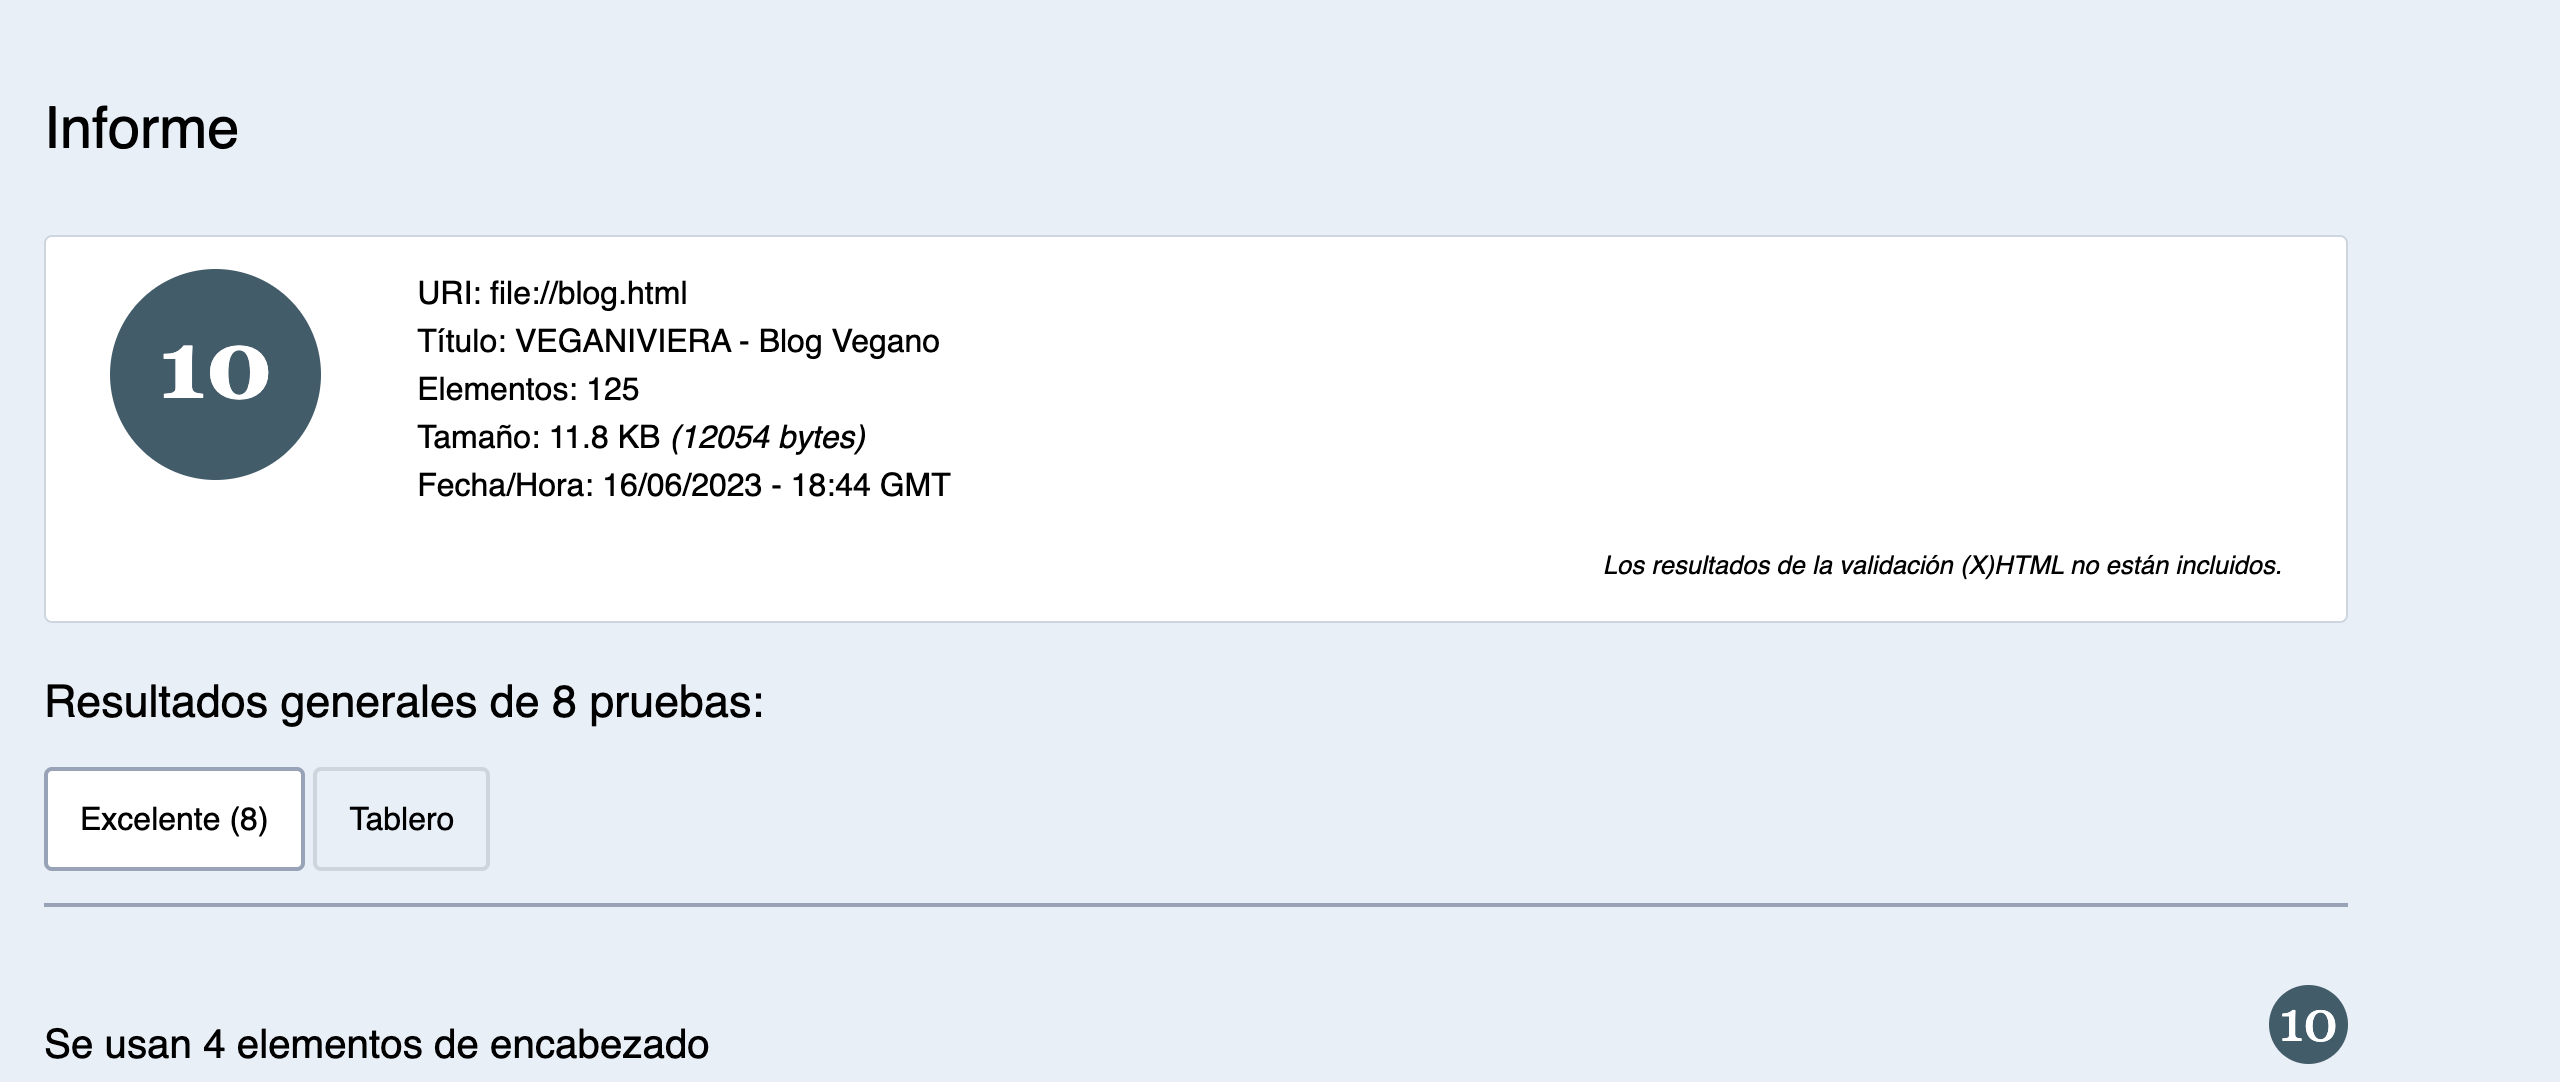 Informe
10
URI: file://blog.html
Título: VEGANIVIERA - Blog Vegano
Elementos: 125
Tamaño: 11.8 KB (12054 bytes)
Fecha/Hora: 16/06/2023 - 18:44 GMT
Los resultados de la validación (X)HTML no están incluidos.
Resultados generales de 8 pruebas:
Excelente (8)
Tablero
Se usan 4 elementos de encabezado
10